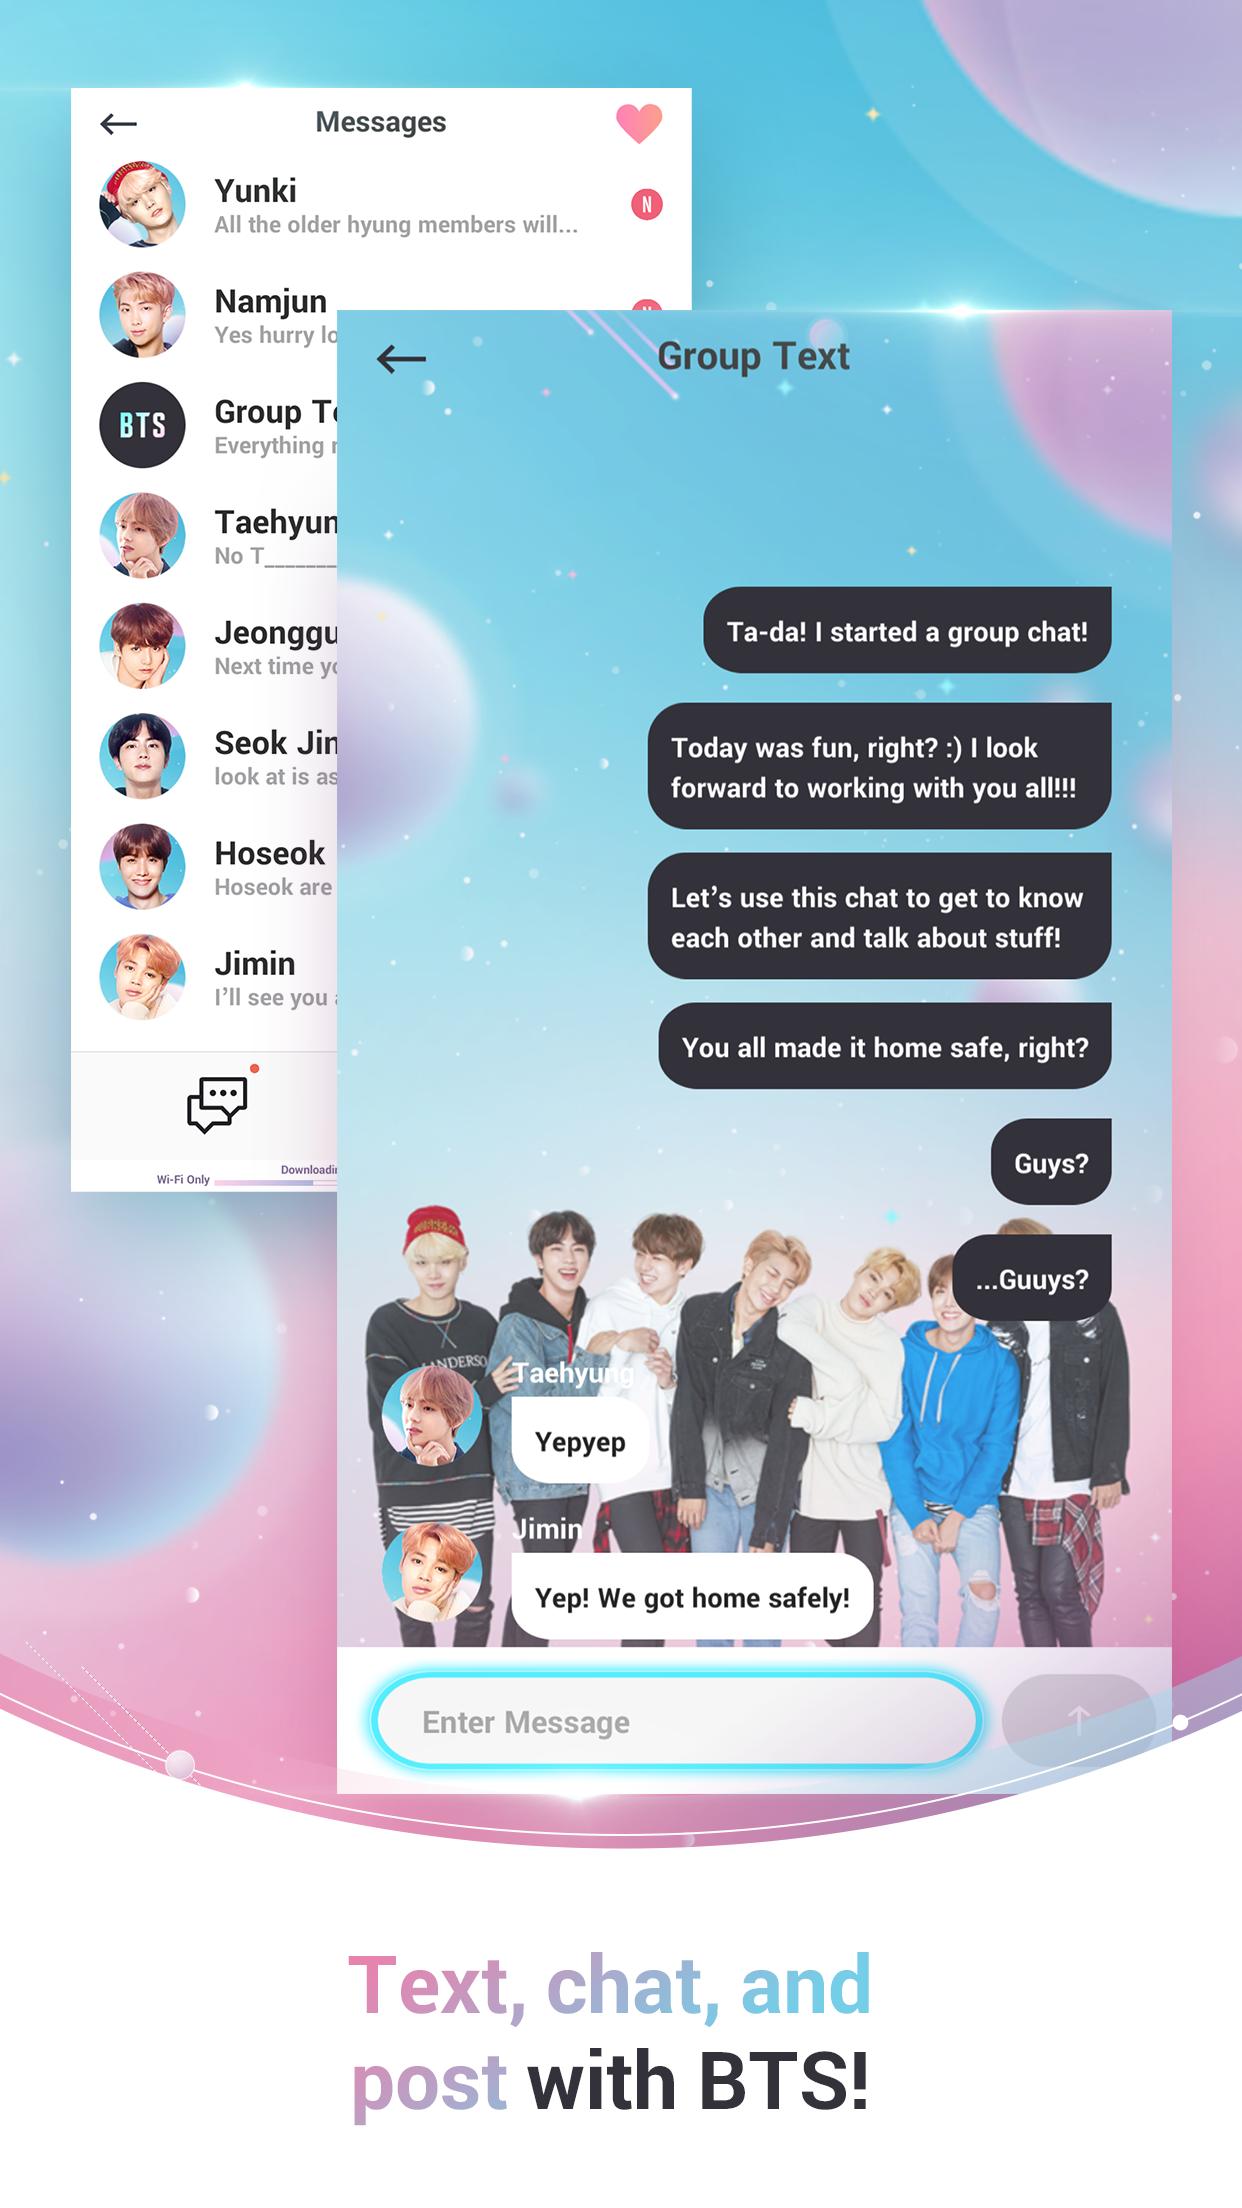 Messages
Yunki
All the older hyung members will...
N
Namjun
Yes hurry lo
BTS
Group Te
Everything
Taehyun
No T________
Jeonggu
Next time yo
Seok Jin
look at is as
Hoseok
Hoseok are
Jimin
I'll see you
Wi-Fi Only
Downloadin
Group Text
Ta-da! I started a group chat!
Today was fun, right? :) I look
forward to working with you all!!!
Let's use this chat to get to know
each other and talk about stuff!
You all made it home safe, right?
Guys?
...Guuys?
Taehyung
Yepyep
Jimin
Yep! We got home safely!
Enter Message
Text, chat, and
post with BTS!